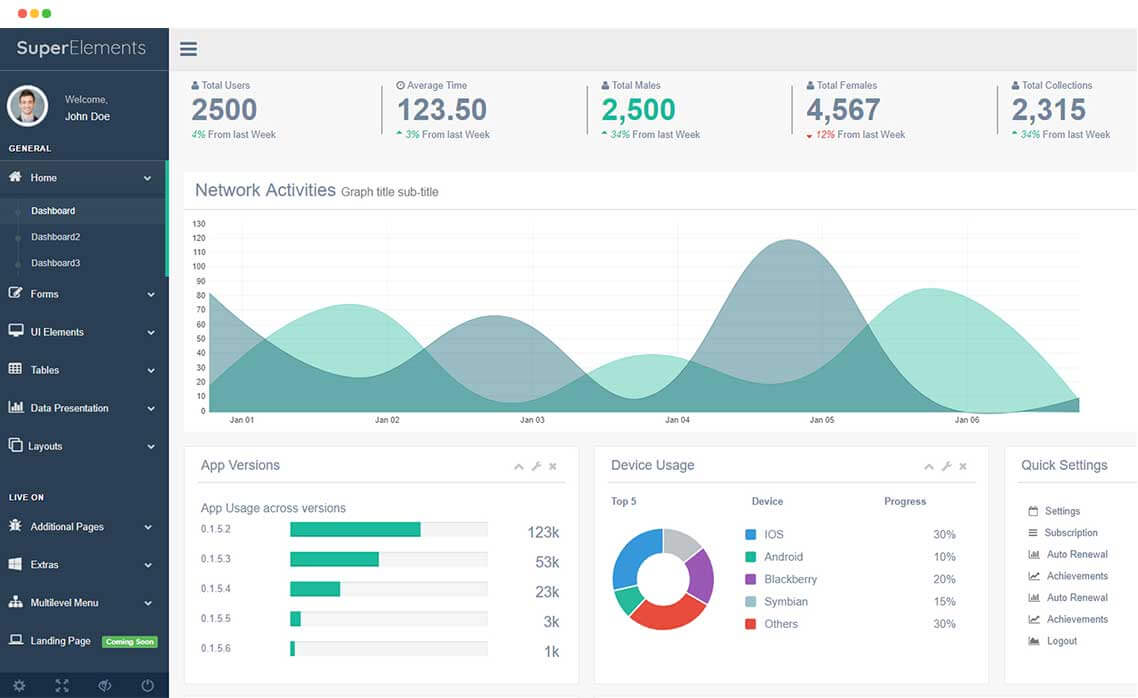 SuperElements
Welcome,
John Doe
GENERAL
Home
Dashboard
Dashboard2
Dashboard3
Forms
UI Elements
Tables
Data Presentation
Layouts
LIVE ON
Additional Pages
Extras
Multilevel Menu
Landing Page Coming Soon
Total Users
2500
4% From last Week
Average Time
123.50
3% From last Week
Total Males
2,500
34% From last Week
Total Females
4,567
12% From last Week
Total Collections
2,315
34% From last Week
Network Activities Graph title sub-title
130
120
110
100
90
80
70
60
50
40
30
20
10
0
Jan 01 Jan 02 Jan 03 Jan 04 Jan 05 Jan 06
App Versions
App Usage across versions
0.1.5.2 123k
0.1.5.3 53k
0.1.5.4 23k
0.1.5.5 3k
0.1.5.6 1k
Device Usage
Top 5 Device Progress
IOS 30%
Android 10%
Blackberry 20%
Symbian 15%
Others 30%
Quick Settings
Settings
Subscription
Auto Renewal
Achievements
Auto Renewal
Achievements
Logout